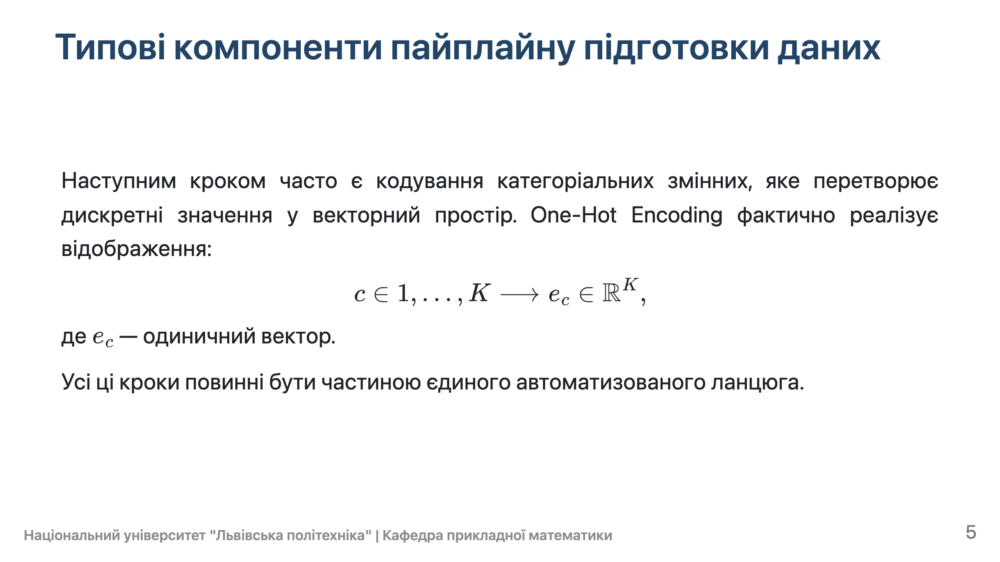 Типові компоненти пайплайну підготовки даних
Наступним кроком часто є кодування категоріальних змінних, яке перетворює
дискретні значення у векторний простір. One-Hot Encoding фактично реалізує
відображення:
c ∈ 1, . . . , K ⟶ e_c ∈ ℝ^K,
де e_c — одиничний вектор.
Усі ці кроки повинні бути частиною єдиного автоматизованого ланцюга.
Національний університет "Львівська політехніка" | Кафедра прикладної математики
5